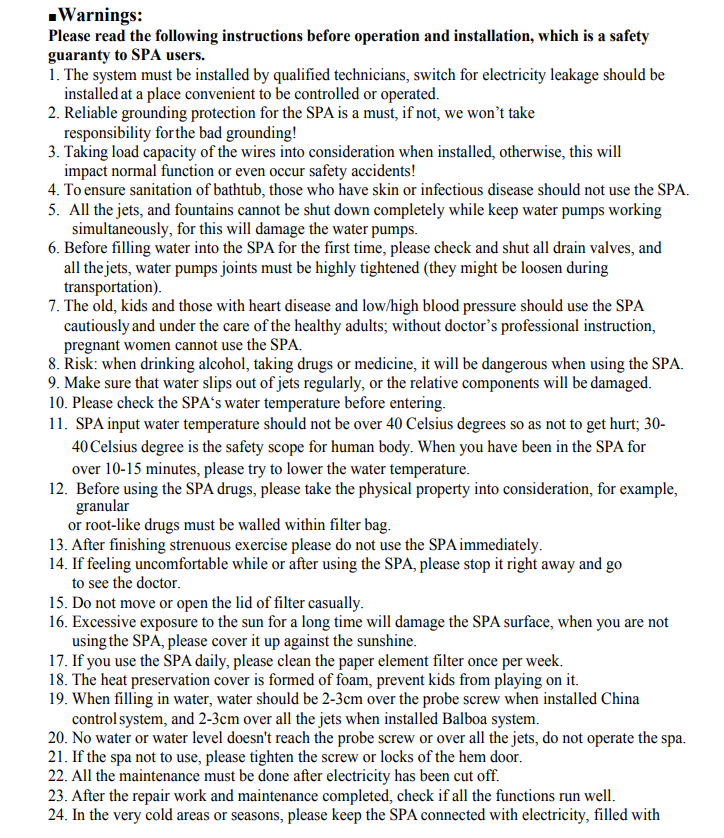 ■Warnings:
Please read the following instructions before operation and installation, which is a safety
guaranty to SPA users.
1. The system must be installed by qualified technicians, switch for electricity leakage should be
installed at a place convenient to be controlled or operated.
2. Reliable grounding protection for the SPA is a must, if not, we won’t take
responsibility for the bad grounding!
3. Taking load capacity of the wires into consideration when installed, otherwise, this will
impact normal function or even occur safety accidents!
4. To ensure sanitation of bathtub, those who have skin or infectious disease should not use the SPA.
5. All the jets, and fountains cannot be shut down completely while keep water pumps working
simultaneously, for this will damage the water pumps.
6. Before filling water into the SPA for the first time, please check and shut all drain valves, and
all the jets, water pumps joints must be highly tightened (they might be loosen during
transportation).
7. The old, kids and those with heart disease and low/high blood pressure should use the SPA
cautiously and under the care of the healthy adults; without doctor’s professional instruction,
pregnant women cannot use the SPA.
8. Risk: when drinking alcohol, taking drugs or medicine, it will be dangerous when using the SPA.
9. Make sure that water slips out of jets regularly, or the relative components will be damaged.
10. Please check the SPA‘s water temperature before entering.
11. SPA input water temperature should not be over 40 Celsius degrees so as not to get hurt; 30-
40 Celsius degree is the safety scope for human body. When you have been in the SPA for
over 10-15 minutes, please try to lower the water temperature.
12. Before using the SPA drugs, please take the physical property into consideration, for example,
granular
or root-like drugs must be walled within filter bag.
13. After finishing strenuous exercise please do not use the SPA immediately.
14. If feeling uncomfortable while or after using the SPA, please stop it right away and go
to see the doctor.
15. Do not move or open the lid of filter casually.
16. Excessive exposure to the sun for a long time will damage the SPA surface, when you are not
using the SPA, please cover it up against the sunshine.
17. If you use the SPA daily, please clean the paper element filter once per week.
18. The heat preservation cover is formed of foam, prevent kids from playing on it.
19. When filling in water, water should be 2-3cm over the probe screw when installed China
control system, and 2-3cm over all the jets when installed Balboa system.
20. No water or water level doesn't reach the probe screw or over all the jets, do not operate the spa.
21. If the spa not to use, please tighten the screw or locks of the hem door.
22. All the maintenance must be done after electricity has been cut off.
23. After the repair work and maintenance completed, check if all the functions run well.
24. In the very cold areas or seasons, please keep the SPA connected with electricity, filled with